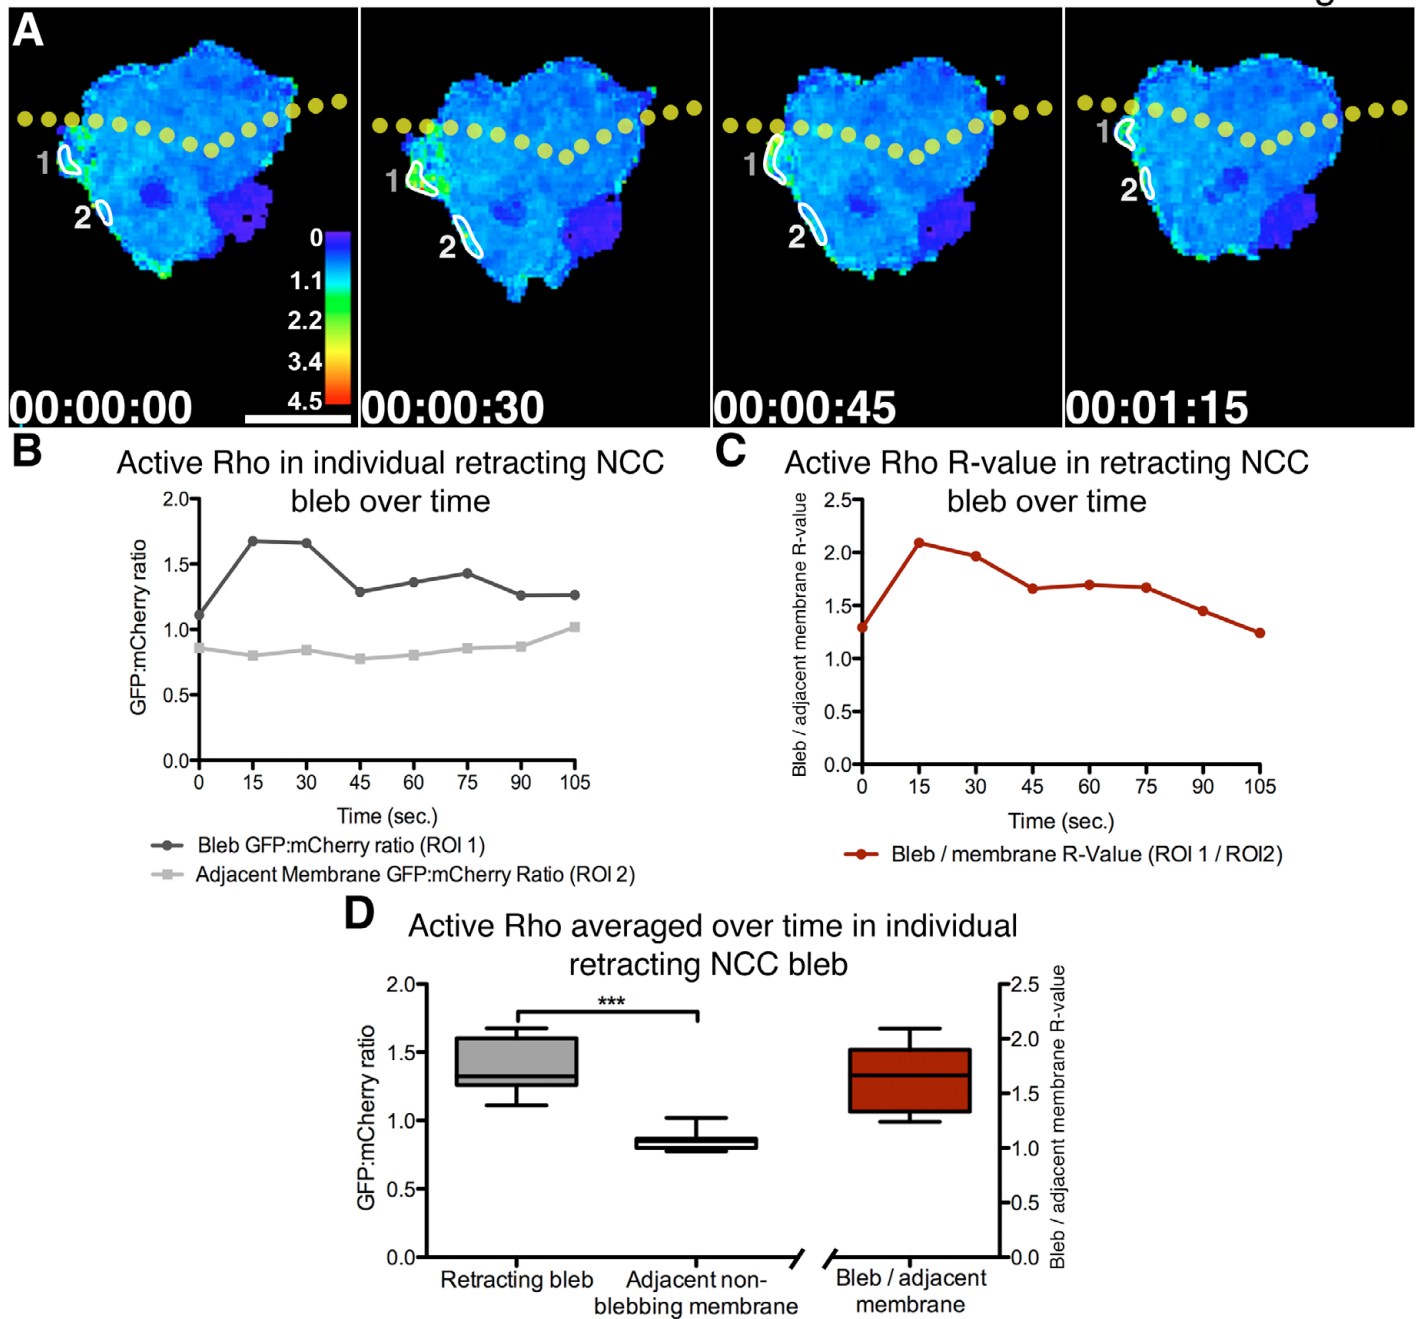 A
1
2
0
1.1
2.2
3.4
4.5
00:00:00
1
2
00:00:30
1
2
00:00:45
1
2
00:01:15
B
Active Rho in individual retracting NCC
bleb over time
GFP:mCherry ratio
2.0
1.5
1.0
0.5
0.0
0 15 30 45 60 75 90 105
Time (sec.)
Bleb GFP:mCherry ratio (ROI 1)
Adjacent Membrane GFP:mCherry Ratio (ROI 2)
C
Active Rho R-value in retracting NCC
bleb over time
Bleb / adjacent membrane R-value
2.5
2.0
1.5
1.0
0.5
0.0
0 15 30 45 60 75 90 105
Time (sec.)
Bleb / membrane R-Value (ROI 1 / ROI2)
D
Active Rho averaged over time in individual
retracting NCC bleb
GFP:mCherry ratio
2.0
1.5
1.0
0.5
0.0
***
Retracting bleb
Adjacent non-
blebbing membrane
Bleb / adjacent
membrane
2.5
2.0
1.5
1.0
0.5
0.0
Bleb / adjacent membrane R-value